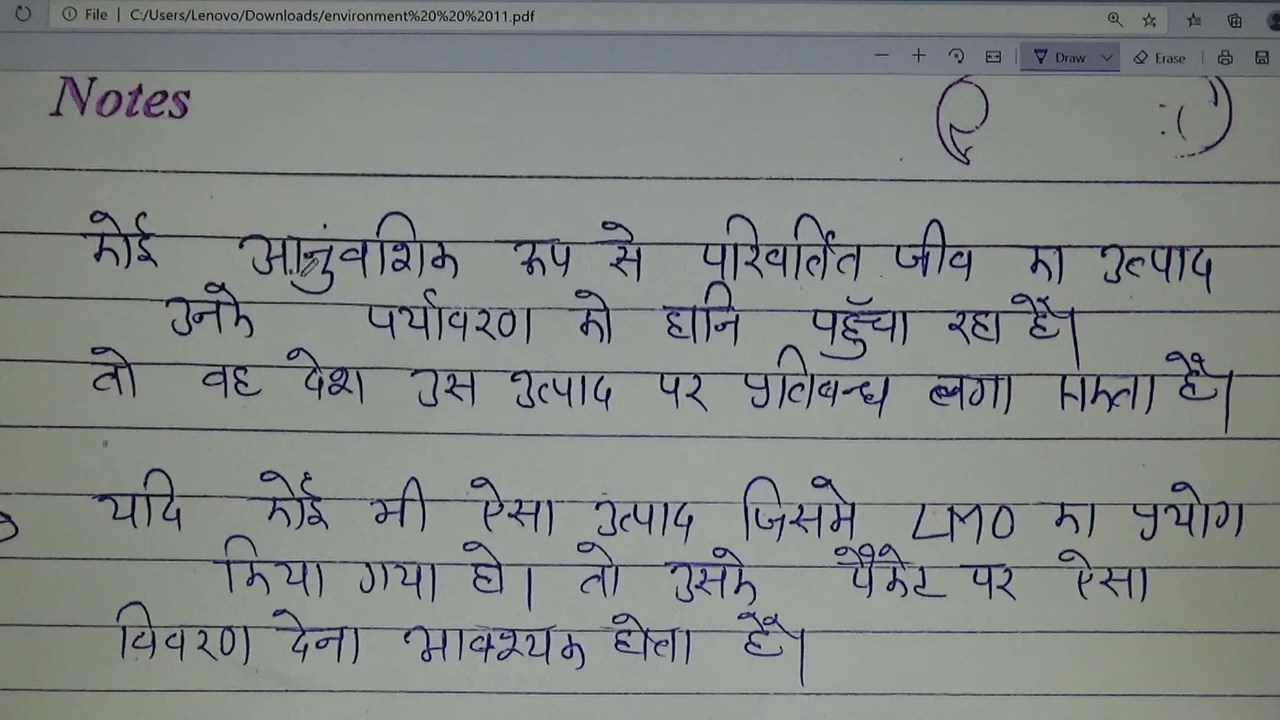 File | C:/Users/Lenovo/Downloads/environment%20%20%2011.pdf
Draw Erase
Notes
कोई आनुंवशिक रूप से परिवर्तित जीव का उत्पाद
उनके पर्यावरण को हानि पहुँचा रहा है।
तो वह देश उस उत्पाद पर प्रतिबन्ध लगा सकता है।
यदि कोई भी ऐसा उत्पाद जिसमे LMO का प्रयोग
किया गया हो। तो उसके पैकेट पर ऐसा
विवरण देना आवश्यक होता है।